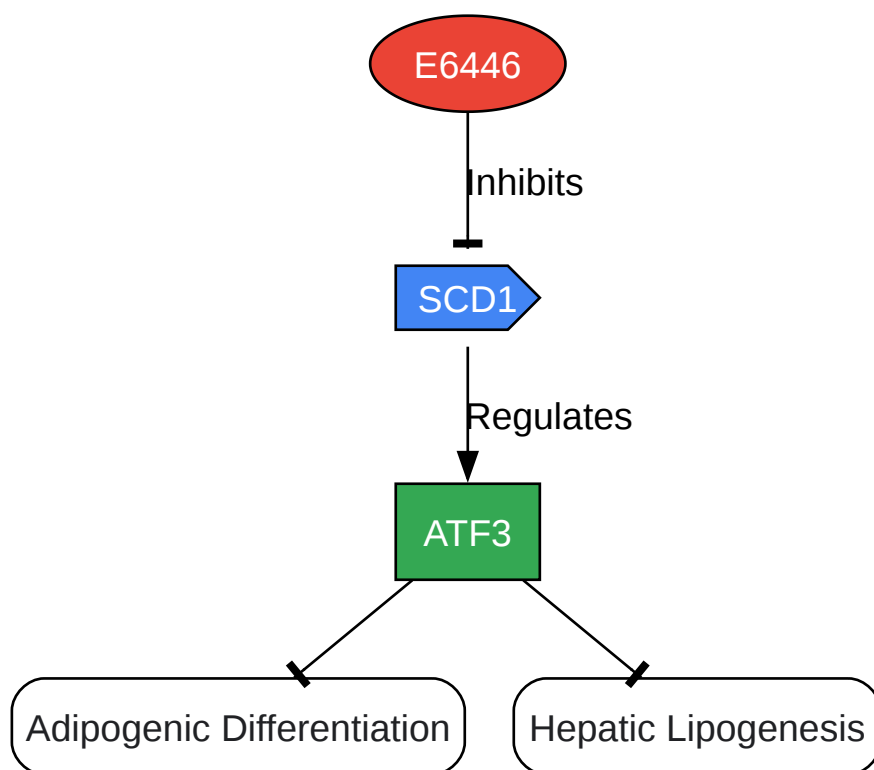 E6446
Inhibits
SCD1
Regulates
ATF3
Adipogenic Differentiation
Hepatic Lipogenesis